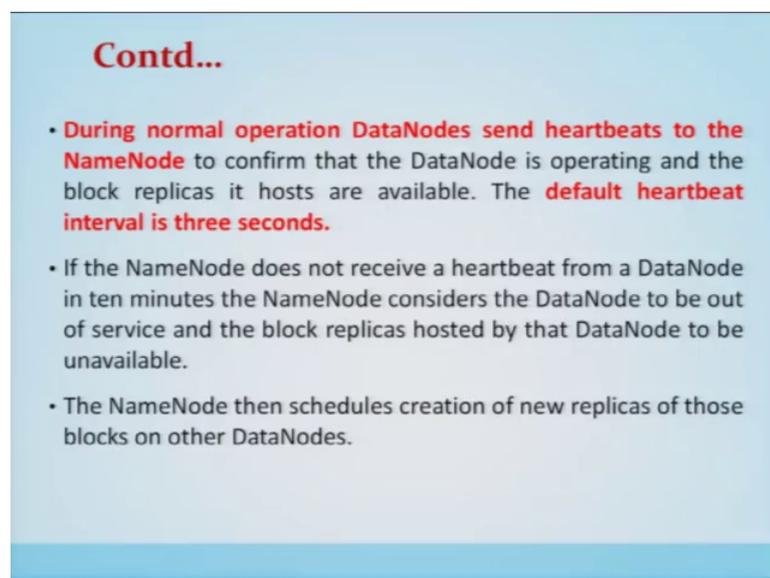 Contd...
• During normal operation DataNodes send heartbeats to the
NameNode to confirm that the DataNode is operating and the
block replicas it hosts are available. The default heartbeat
interval is three seconds.
• If the NameNode does not receive a heartbeat from a DataNode
in ten minutes the NameNode considers the DataNode to be out
of service and the block replicas hosted by that DataNode to be
unavailable.
• The NameNode then schedules creation of new replicas of those
blocks on other DataNodes.